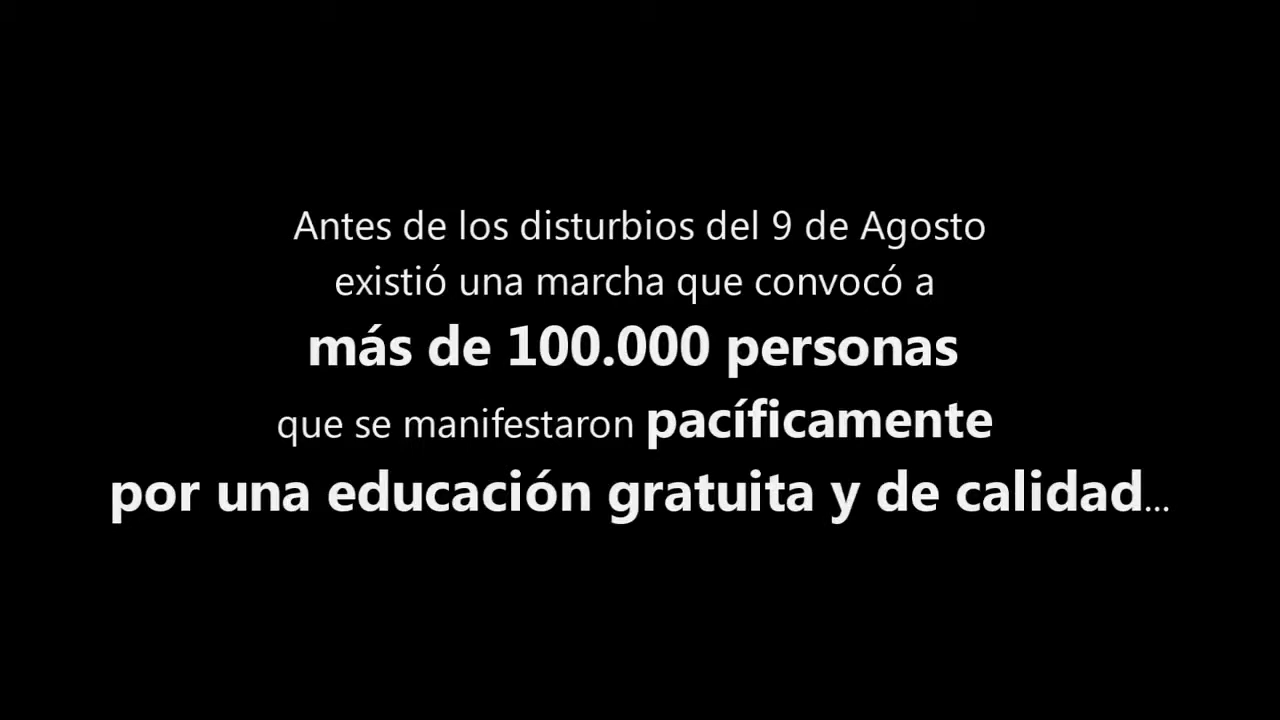 Antes de los disturbios del 9 de Agosto
existió una marcha que convocó a
más de 100.000 personas
que se manifestaron pacíficamente
por una educación gratuita y de calidad...